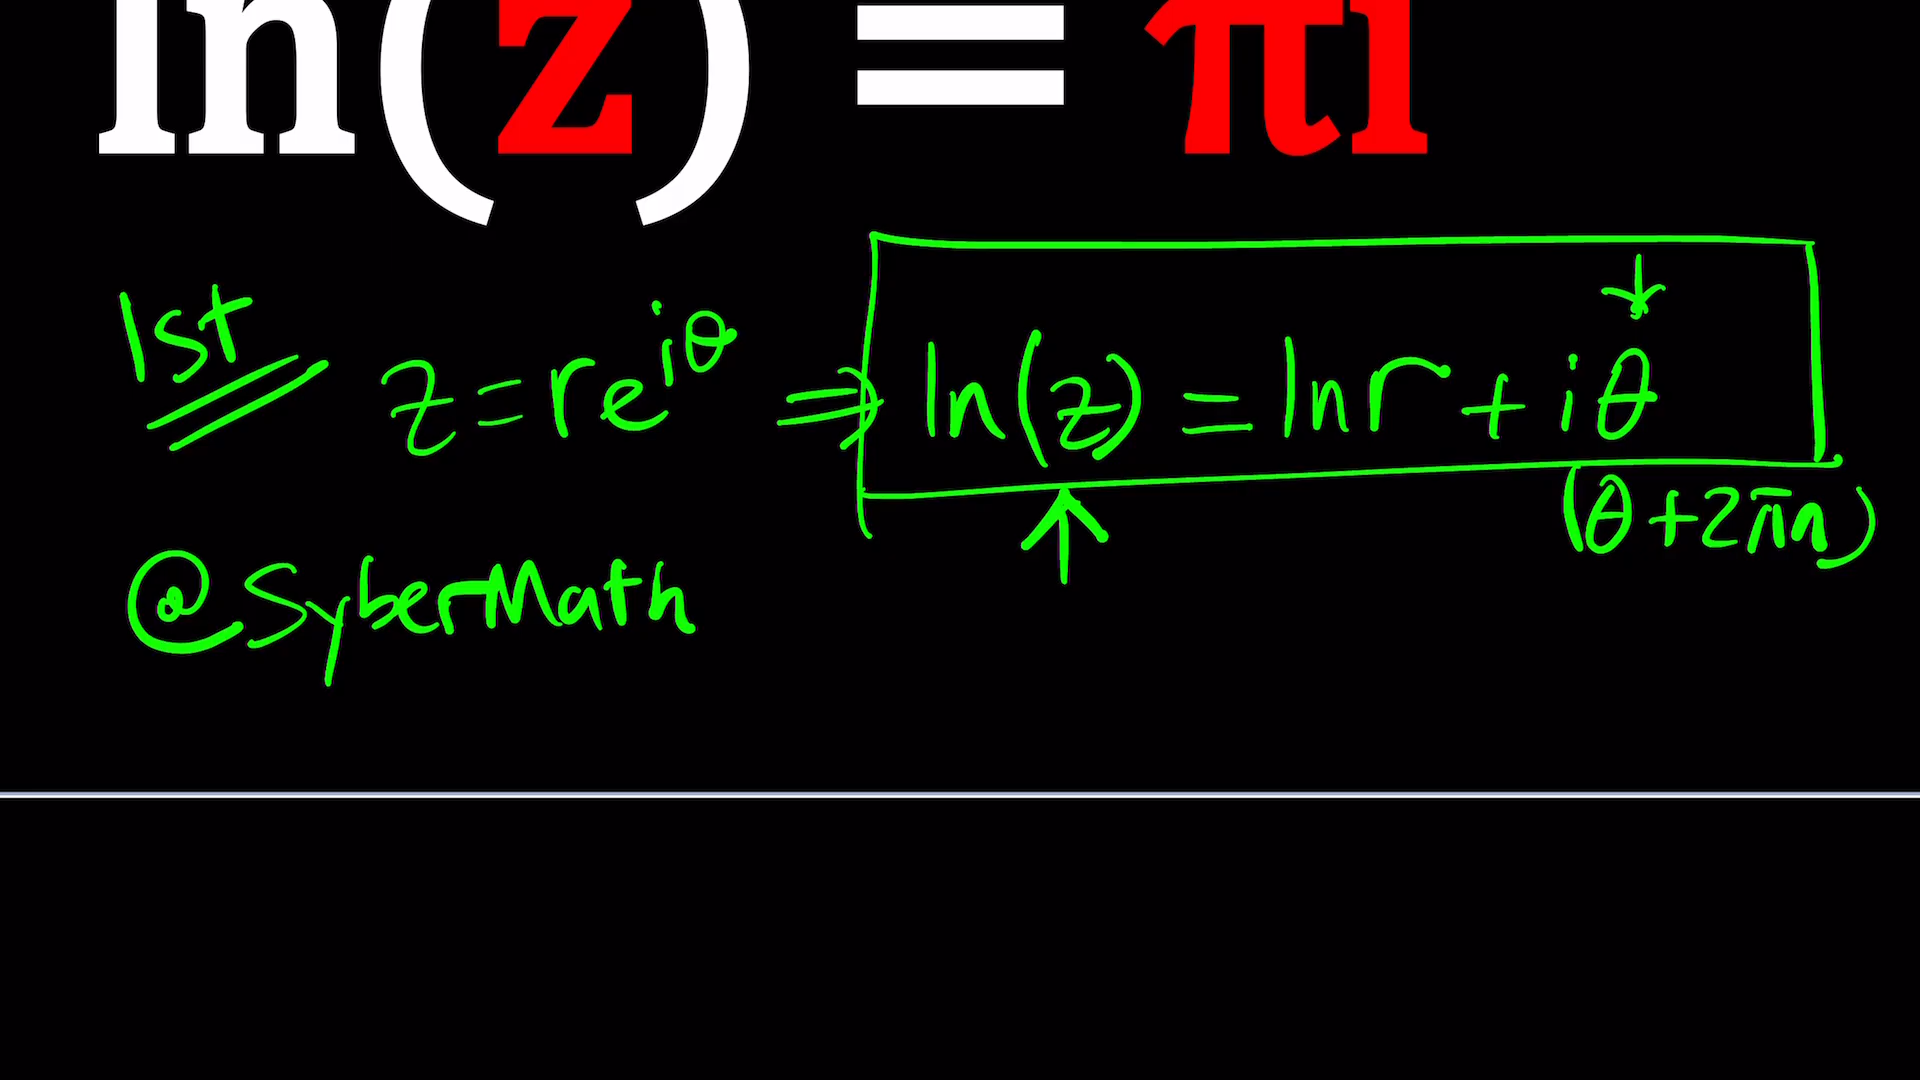 ln(z) = πi
1st z = re^{iθ} ⇒ ln(z) = ln r + iθ
(θ + 2πn)
@SyberMath